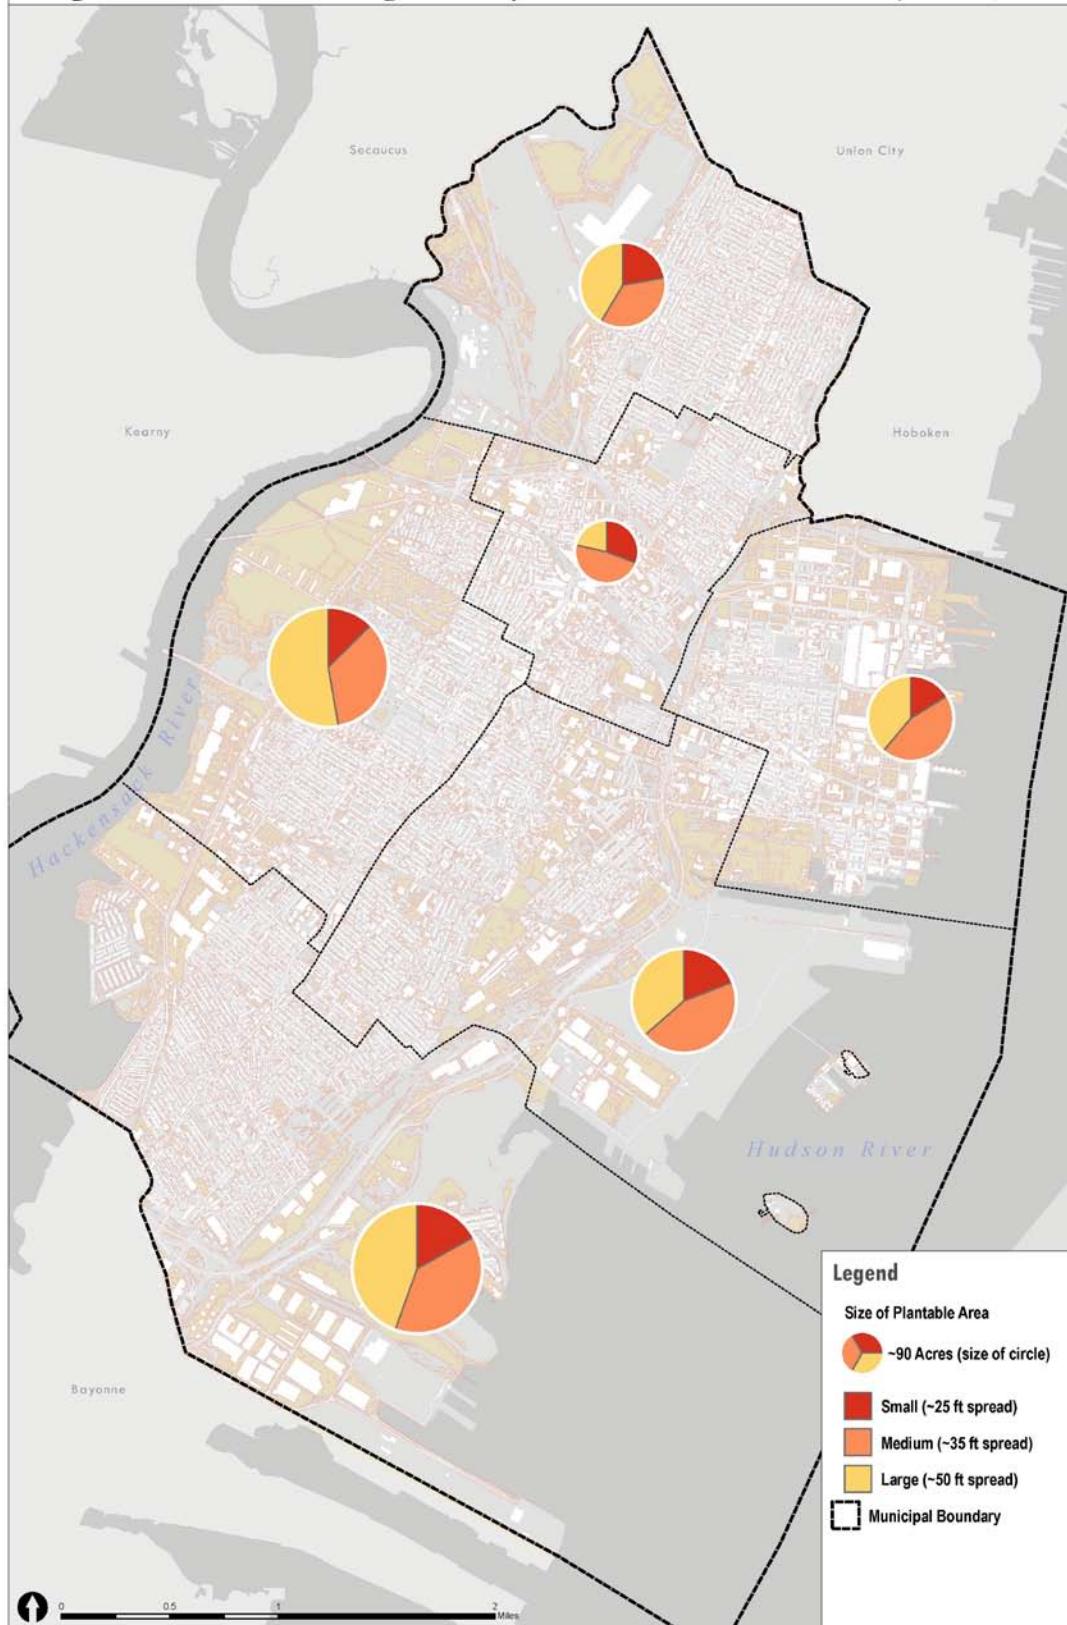 Secaucus
Union City
Kearny
Hoboken
Hackensack River
Hudson River
Bayonne
Legend
Size of Plantable Area
~90 Acres (size of circle)
Small (~25 ft spread)
Medium (~35 ft spread)
Large (~50 ft spread)
Municipal Boundary
0 0.5 1 2
Miles